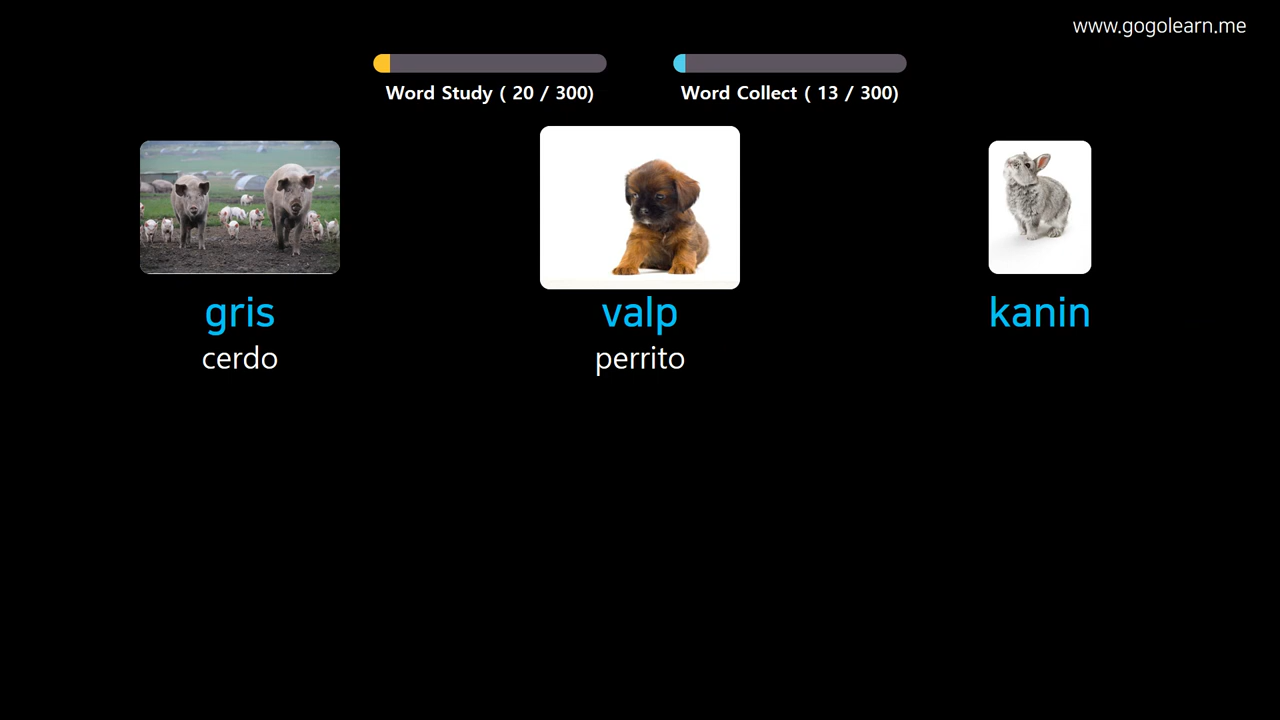 www.gogolearn.me
Word Study ( 20 / 300)
Word Collect ( 13 / 300)
gris
valp
kanin
cerdo
perrito